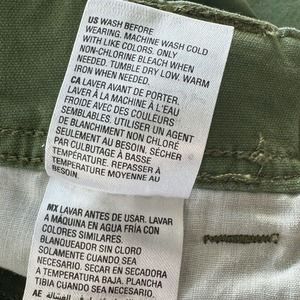 US WASH BEFORE
WEARING. MACHINE WASH COLD
WITH LIKE COLORS. ONLY
NON-CHLORINE BLEACH WHEN
NEEDED. TUMBLE DRY LOW. WARM
IRON WHEN NEEDED.
CA LAVER AVANT DE PORTER.
LAVER À LA MACHINE À L'EAU
FROIDE AVEC DES COULEURS
SEMBLABLES. UTILISER UN AGENT
DE BLANCHIMENT NON CHLORÉ
SEULEMENT AU BESOIN. SÉCHER
PAR CULBUTAGE À BASSE
TEMPÉRATURE. REPASSER À
TEMPÉRATURE MOYENNE AU
BESOIN.
MX LAVAR ANTES DE USAR. LAVAR
A MÁQUINA EN AGUA FRÍA CON
COLORES SIMILARES.
BLANQUEADOR SIN CLORO
SOLAMENTE CUANDO SEA
NECESARIO. SECAR EN SECADORA
A TEMPERATURA BAJA. PLANCHA
TIBIA CUANDO SEA NECESARIO.
AE